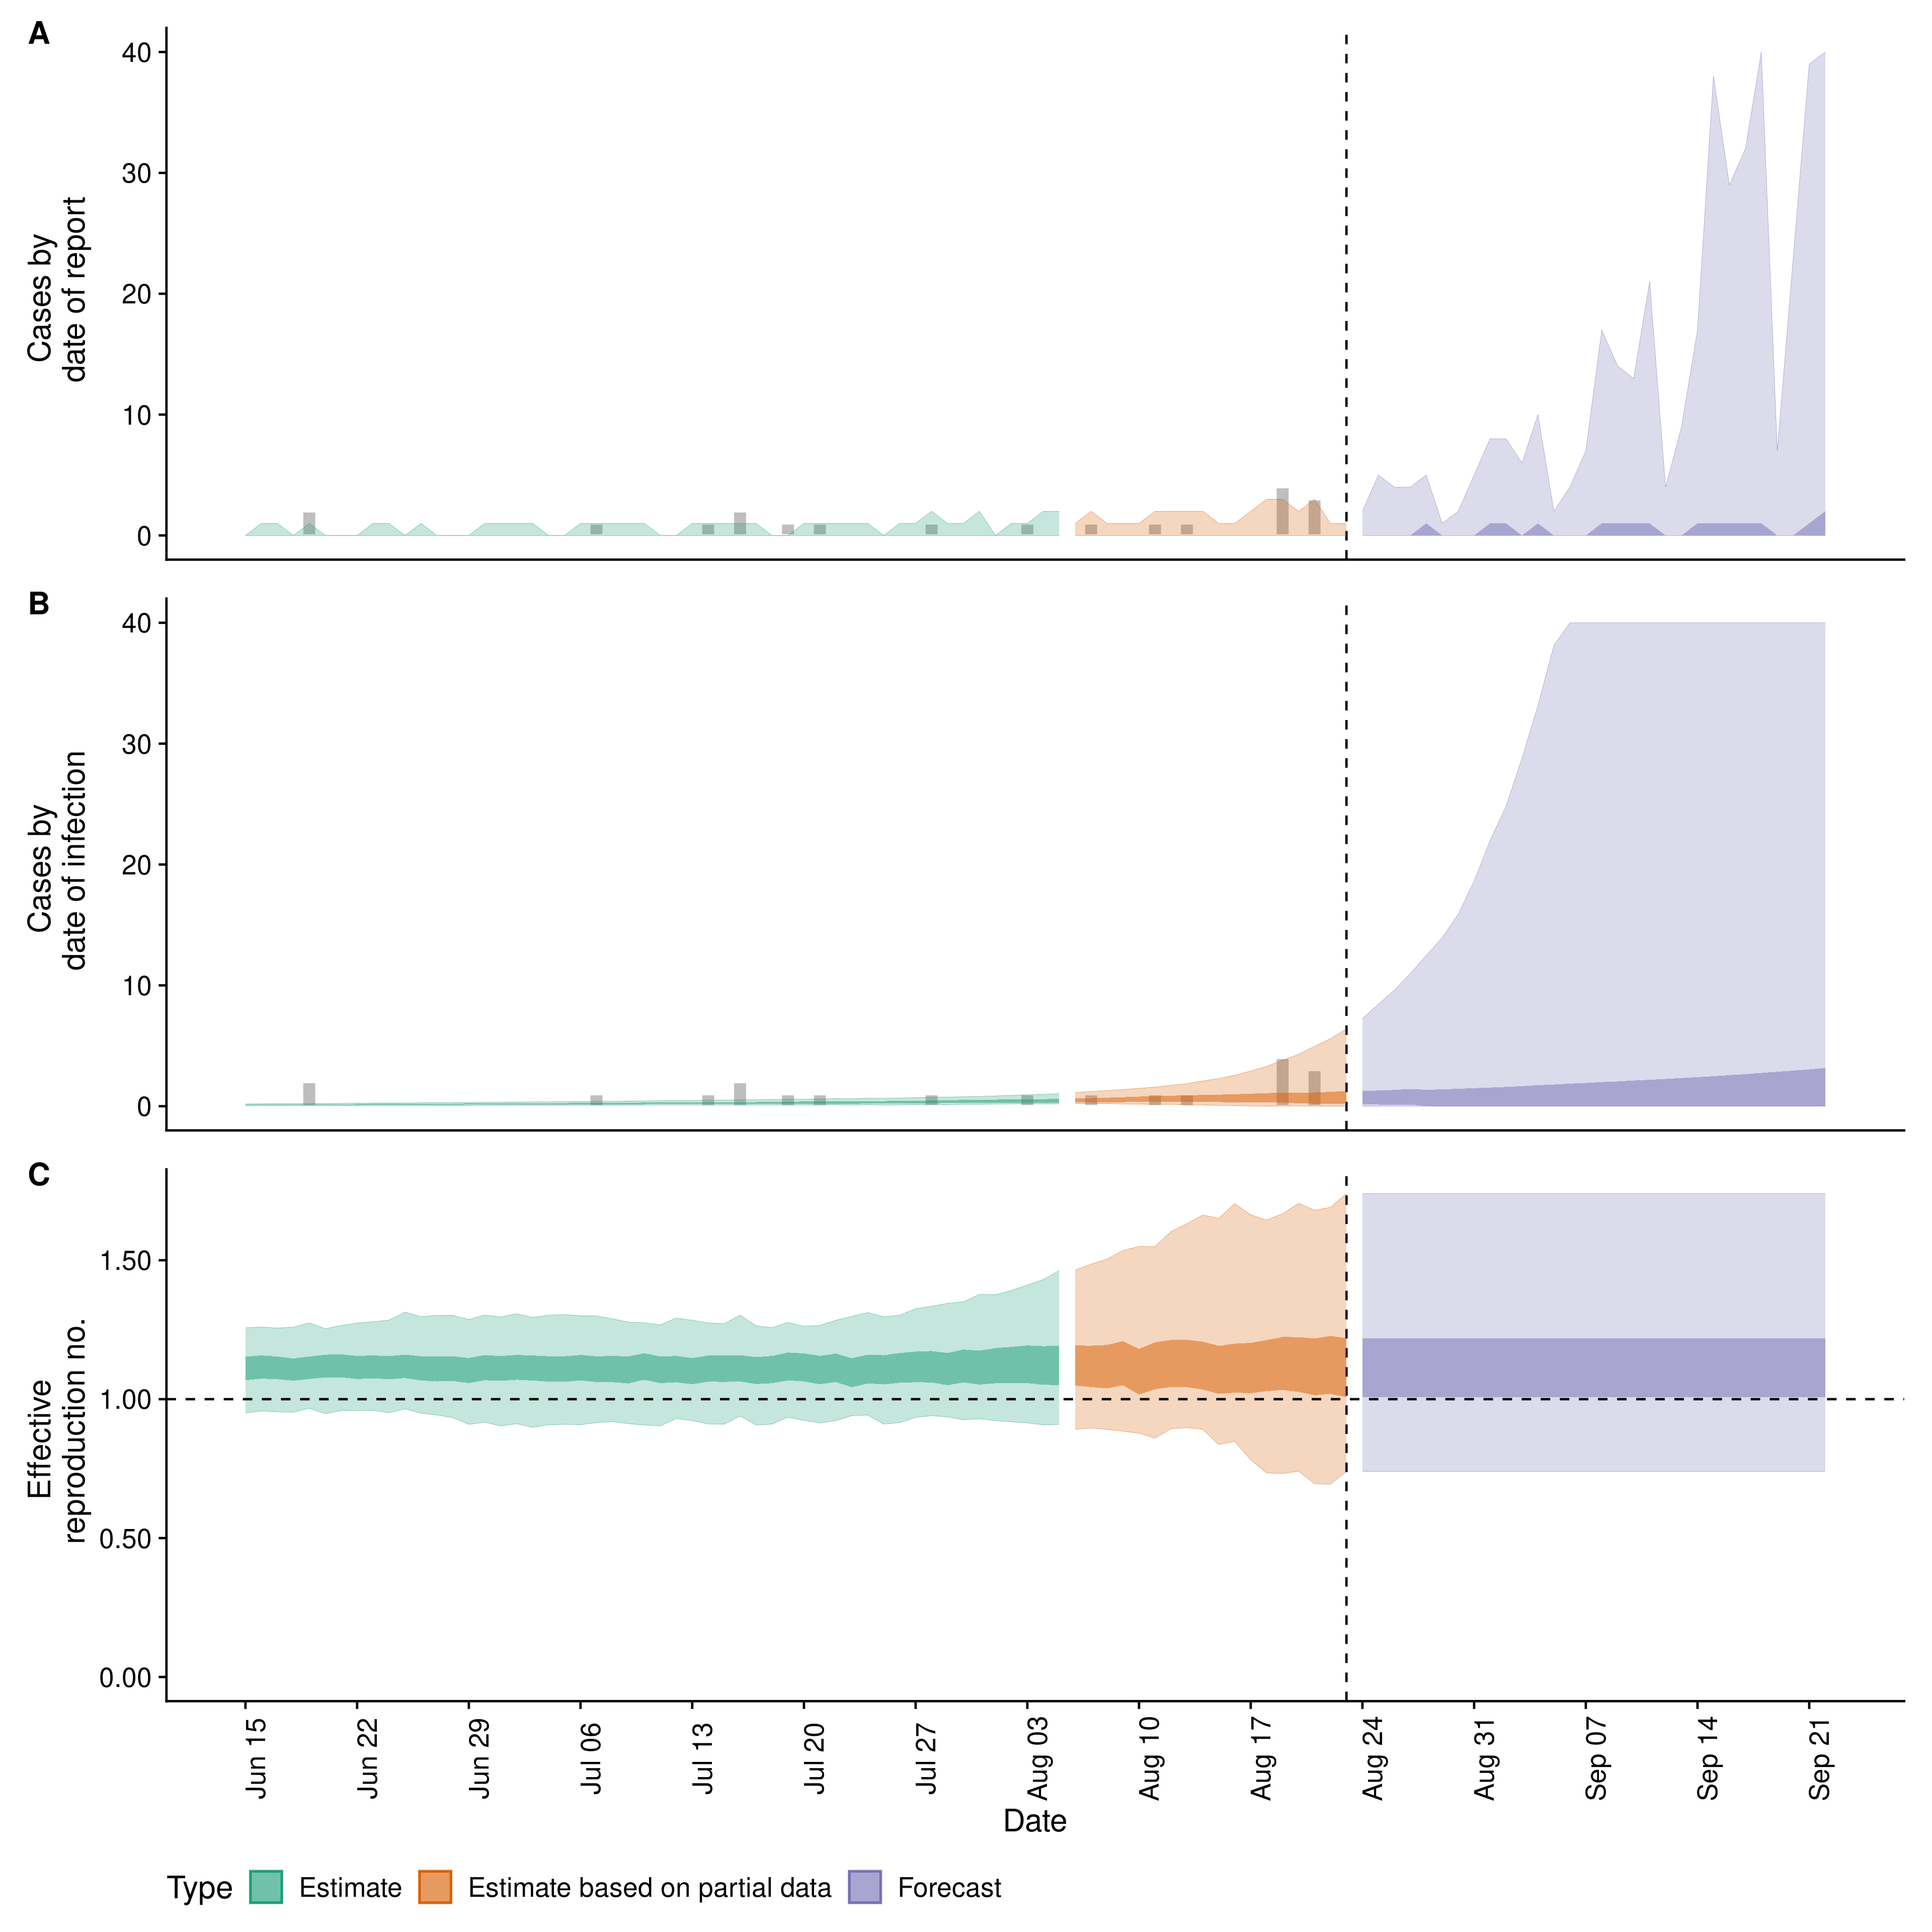 A
Cases by
date of report
40
30
20
10
0
B
Cases by
date of infection
40
30
20
10
0
C
Effective
reproduction no.
1.50
1.00
0.50
0.00
Jun 15
Jun 22
Jun 29
Jul 06
Jul 13
Jul 20
Jul 27
Aug 03
Aug 10
Aug 17
Aug 24
Aug 31
Sep 07
Sep 14
Sep 21
Date
Type Estimate Estimate based on partial data Forecast